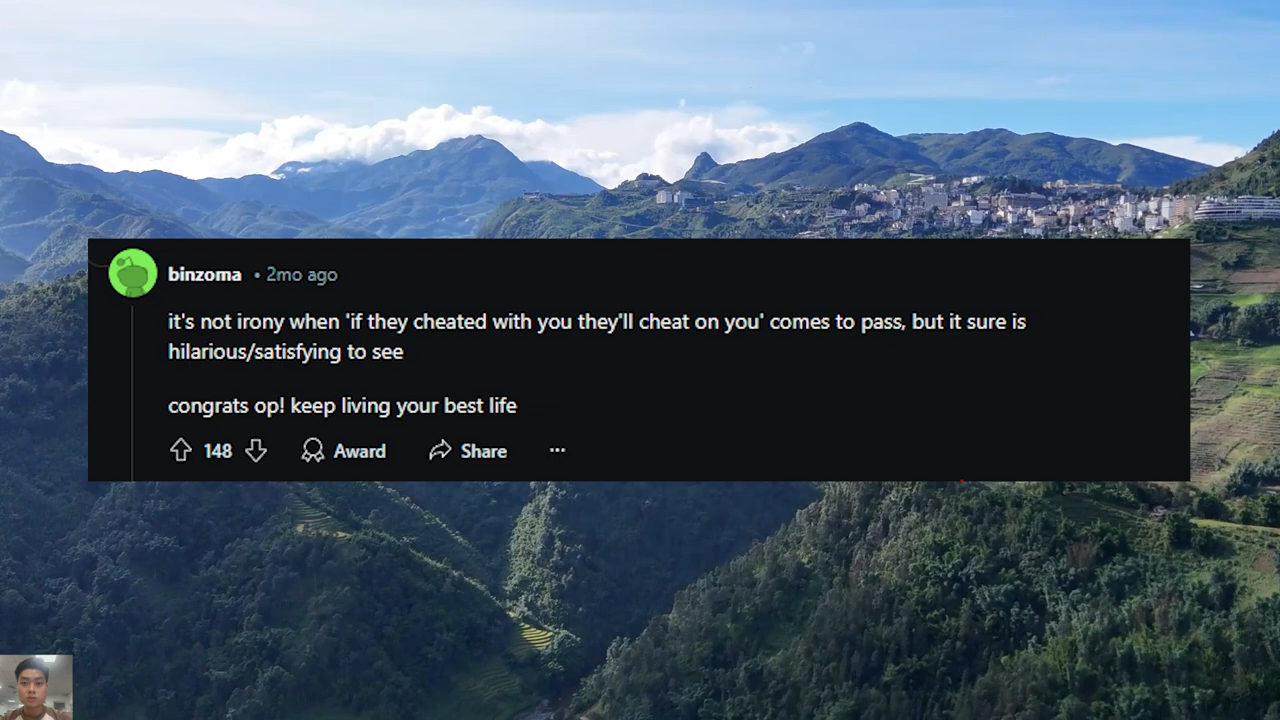 binzoma • 2mo ago
it's not irony when 'if they cheated with you they'll cheat on you' comes to pass, but it sure is
hilarious/satisfying to see
congrats op! keep living your best life
148 Award Share ...